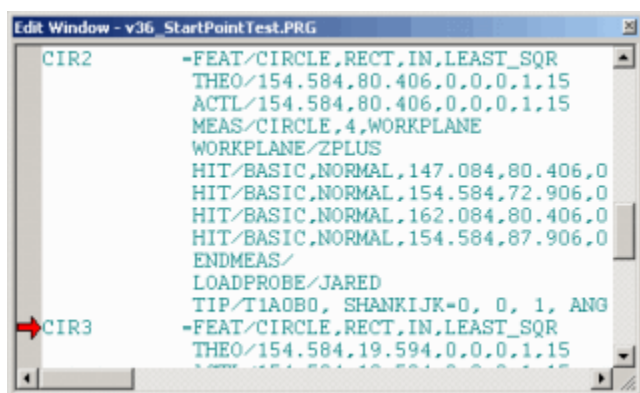 Edit Window - v36_StartPointTest.PRG
CIR2 =FEAT/CIRCLE,RECT,IN,LEAST_SQR
THEO/154.584,80.406,0,0,0,1,15
ACTL/154.584,80.406,0,0,0,1,15
MEAS/CIRCLE,4,WORKPLANE
WORKPLANE/ZPLUS
HIT/BASIC,NORMAL,147.084,80.406,0
HIT/BASIC,NORMAL,154.584,72.906,0
HIT/BASIC,NORMAL,162.084,80.406,0
HIT/BASIC,NORMAL,154.584,87.906,0
ENDMEAS/
LOADPROBE/JARED
TIP/T1A0B0, SHANKIJK=0, 0, 1, ANG
CIR3 =FEAT/CIRCLE,RECT,IN,LEAST_SQR
THEO/154.584,19.594,0,0,0,1,15